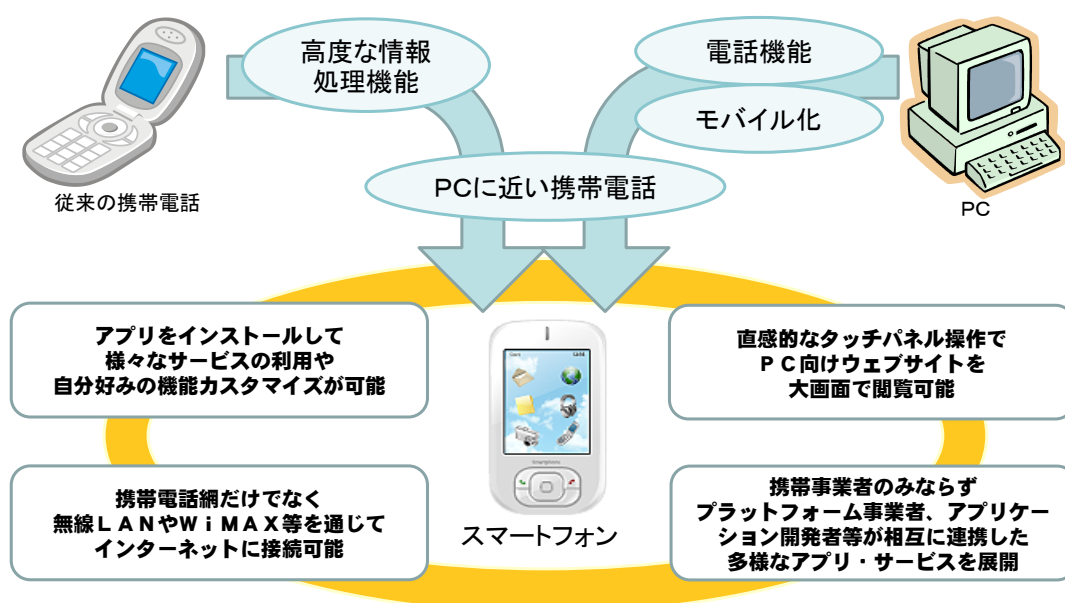 高度な情報
処理機能
電話機能
モバイル化
PCに近い携帯電話
従来の携帯電話
PC
アプリをインストールして
様々なサービスの利用や
自分好みの機能カスタマイズが可能
直感的なタッチパネル操作で
PC向けウェブサイトを
大画面で閲覧可能
携帯電話網だけでなく
無線LANやWiMAX等を通じて
インターネットに接続可能
スマートフォン
携帯事業者のみならず
プラットフォーム事業者、アプリケー
ション開発者等が相互に連携した
多様なアプリ・サービスを展開